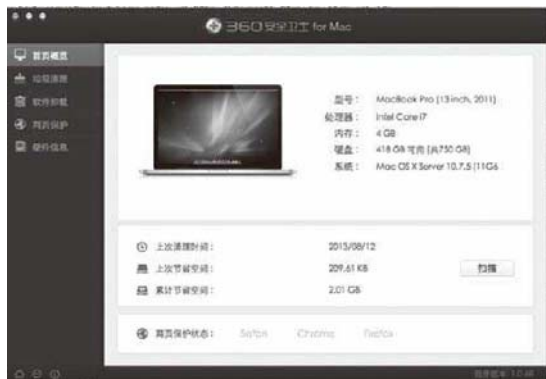 360安全卫士 for Mac
首页概览
垃圾清理
软件卸载
网页保护
硬件信息
型号： MacBook Pro (13 inch, 2011)
处理器： Intel Core i7
内存： 4 GB
硬盘： 418 GB 可用 (共750 GB)
系统： Mac OS X Server 10.7.5 (11G6
上次清理时间： 2013/08/12
上次节省空间： 209.61 KB
扫描
累计节省空间： 2.01 GB
网页保护状态： Safari Chrome Firefox